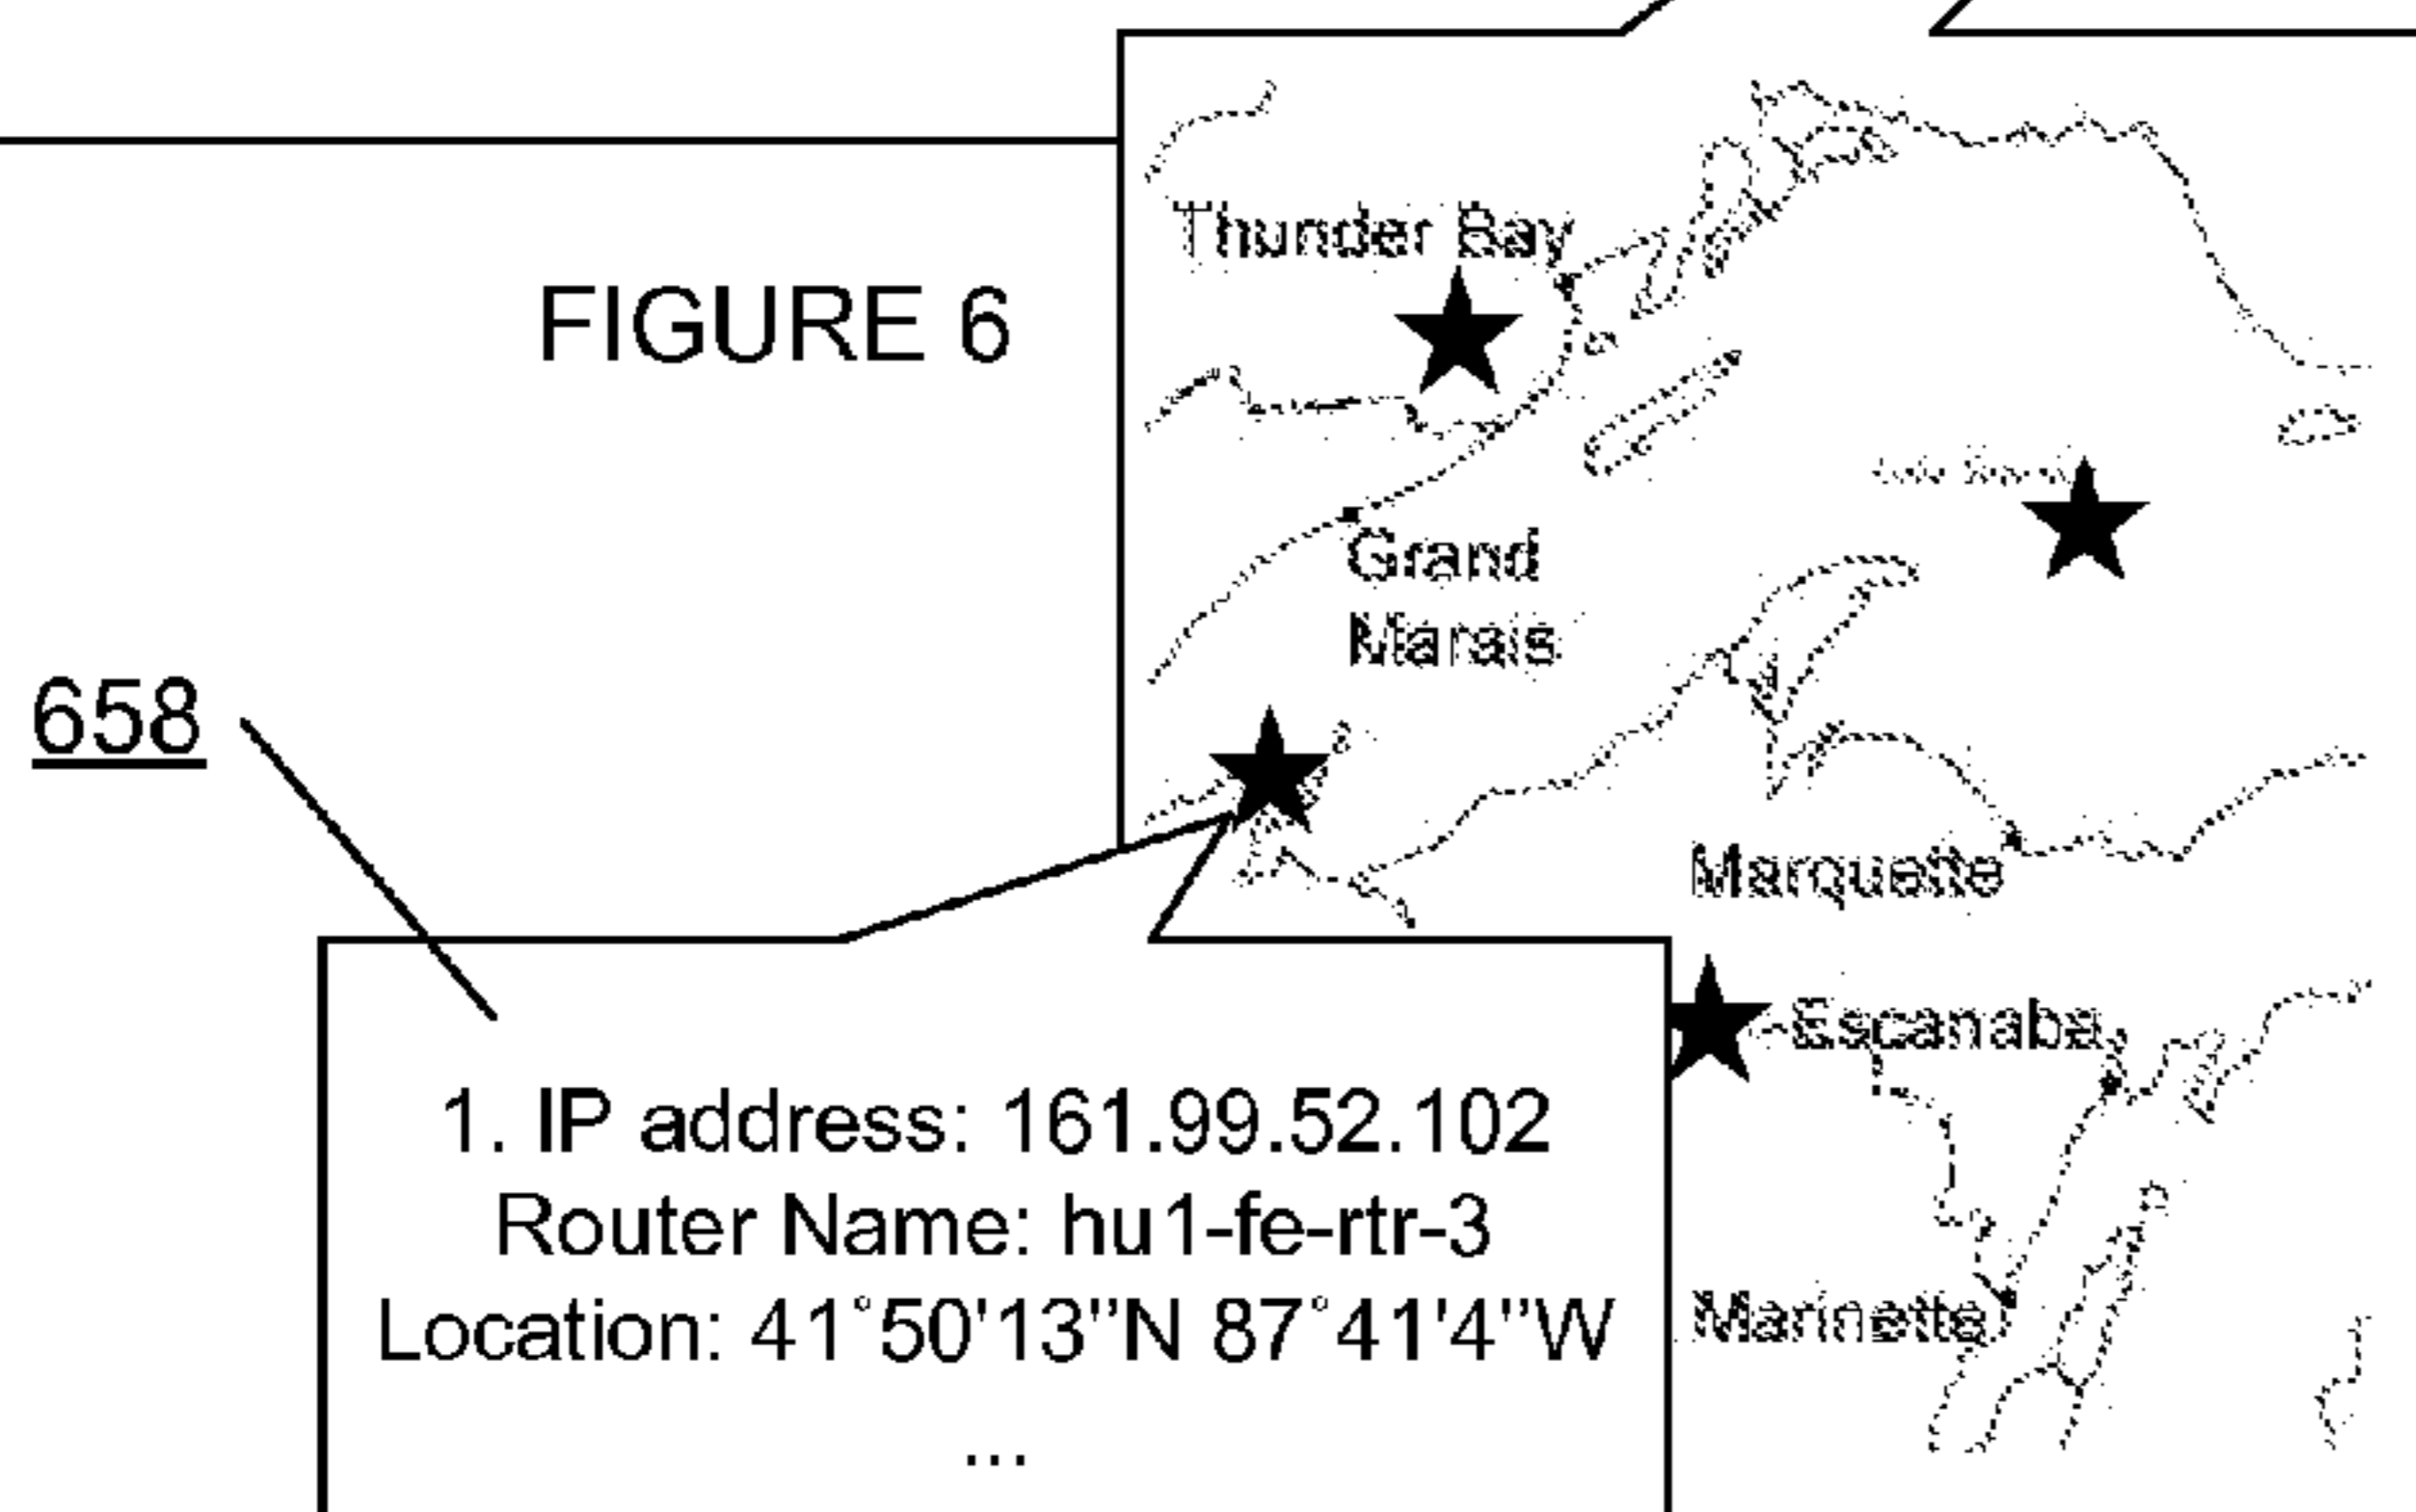 Thunder Bay
FIGURE 6
Grand
Marais
658
Marquette
Escanaba
1. IP address: 161.99.52.102
Router Name: hu1-fe-rtr-3
Location: 41°50'13"N 87°41'4"W
Marinette
...